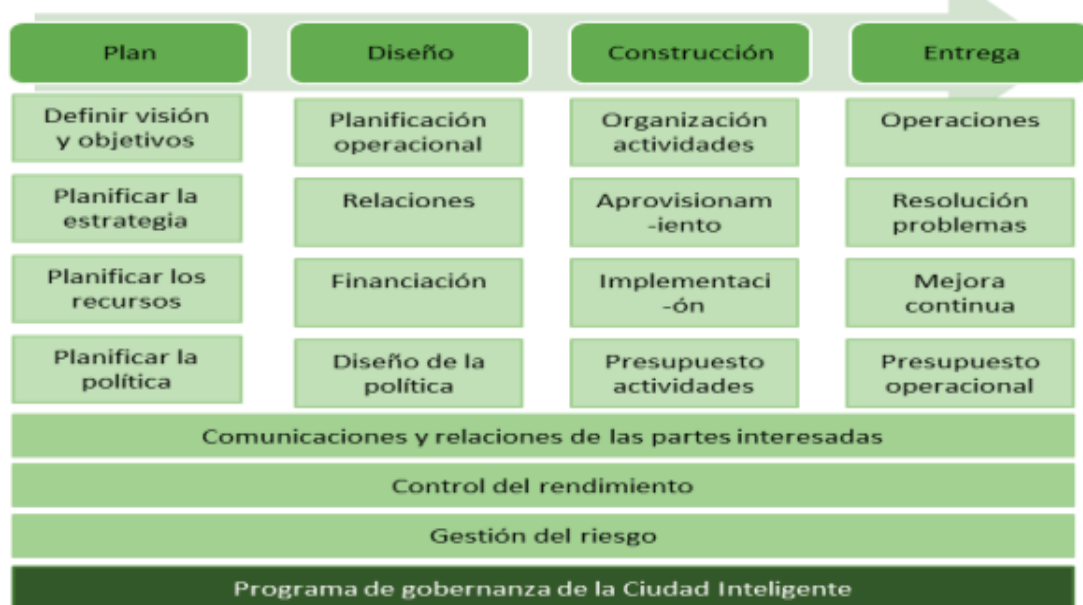 Plan
Diseño
Construcción
Entrega
Definir visión
y objetivos
Planificación
operacional
Organización
actividades
Operaciones
Planificar la
estrategia
Relaciones
Aprovisionam
-iento
Resolución
problemas
Planificar los
recursos
Financiación
Implementaci
-ón
Mejora
continua
Planificar la
política
Diseño de la
política
Presupuesto
actividades
Presupuesto
operacional
Comunicaciones y relaciones de las partes interesadas
Control del rendimiento
Gestión del riesgo
Programa de gobernanza de la Ciudad Inteligente